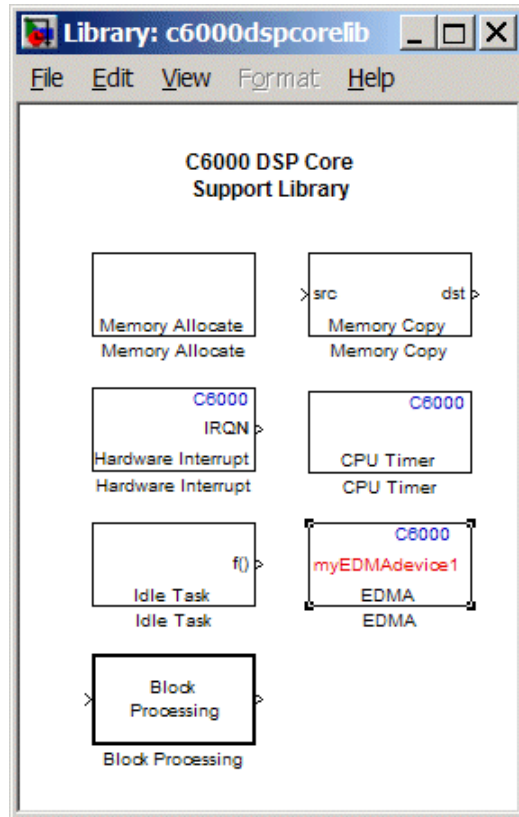 Library: c6000dspcorelib
File Edit View Format Help
C6000 DSP Core
Support Library
Memory Allocate
Memory Allocate
src dst
Memory Copy
Memory Copy
C6000
IRQN
Hardware Interrupt
Hardware Interrupt
C6000
CPU Timer
CPU Timer
f()
Idle Task
Idle Task
C6000
myEDMAdevice1
EDMA
EDMA
Block
Processing
Block Processing